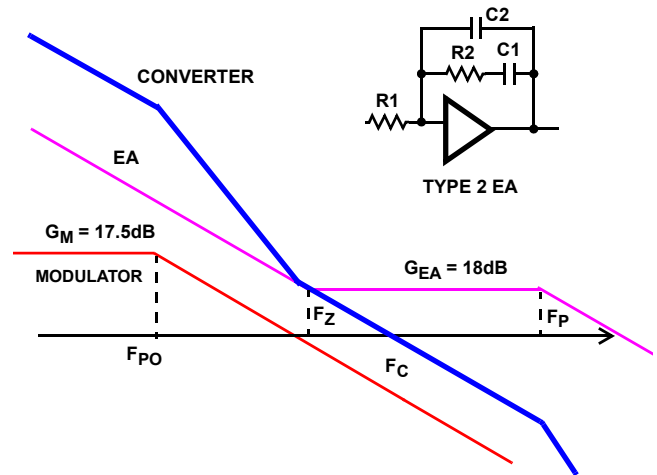 C2
R2
C1
R1
TYPE 2 EA
CONVERTER
EA
G_M = 17.5dB
MODULATOR
G_EA = 18dB
F_Z
F_P
F_PO
F_C